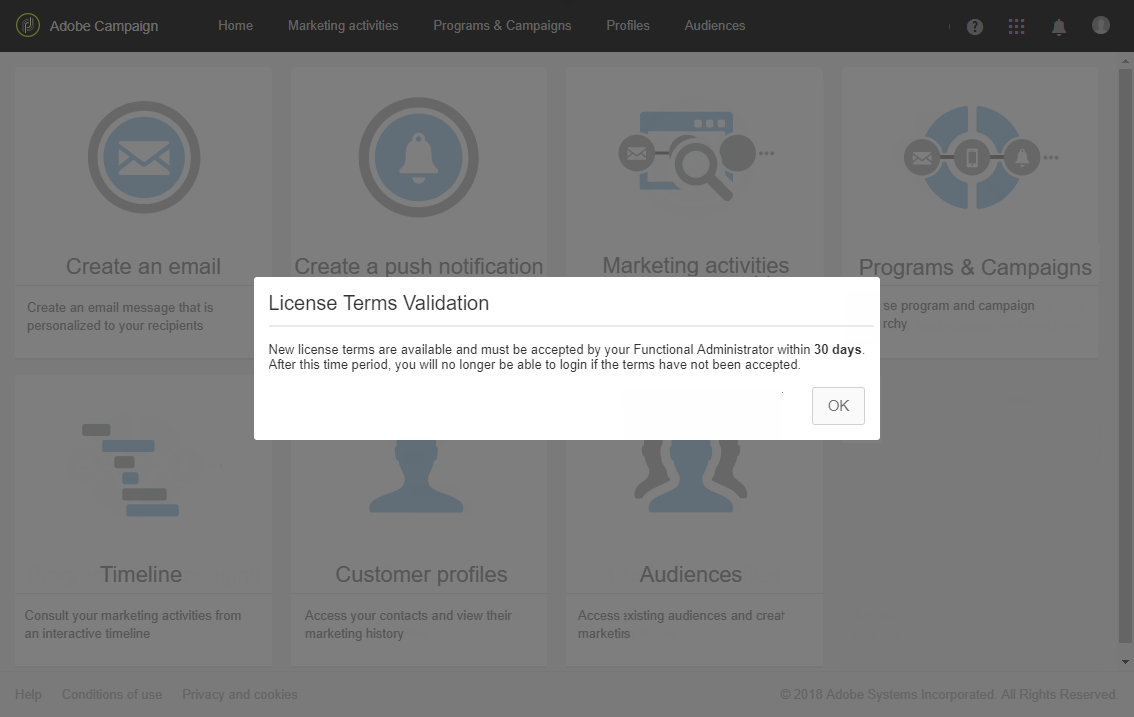 Adobe Campaign
Home
Marketing activities
Programs & Campaigns
Profiles
Audiences
?
Create an email
Create an email message that is
personalized to your recipients
Create a push notification
Marketing activities
Programs & Campaigns
se program and campaign
rchy
License Terms Validation
New license terms are available and must be accepted by your Functional Administrator within 30 days.
After this time period, you will no longer be able to login if the terms have not been accepted.
OK
Timeline
Consult your marketing activities from
an interactive timeline
Customer profiles
Access your contacts and view their
marketing history
Audiences
Access existing audiences and creat
Help
Conditions of use
Privacy and cookies
© 2018 Adobe Systems Incorporated. All Rights Reserved.